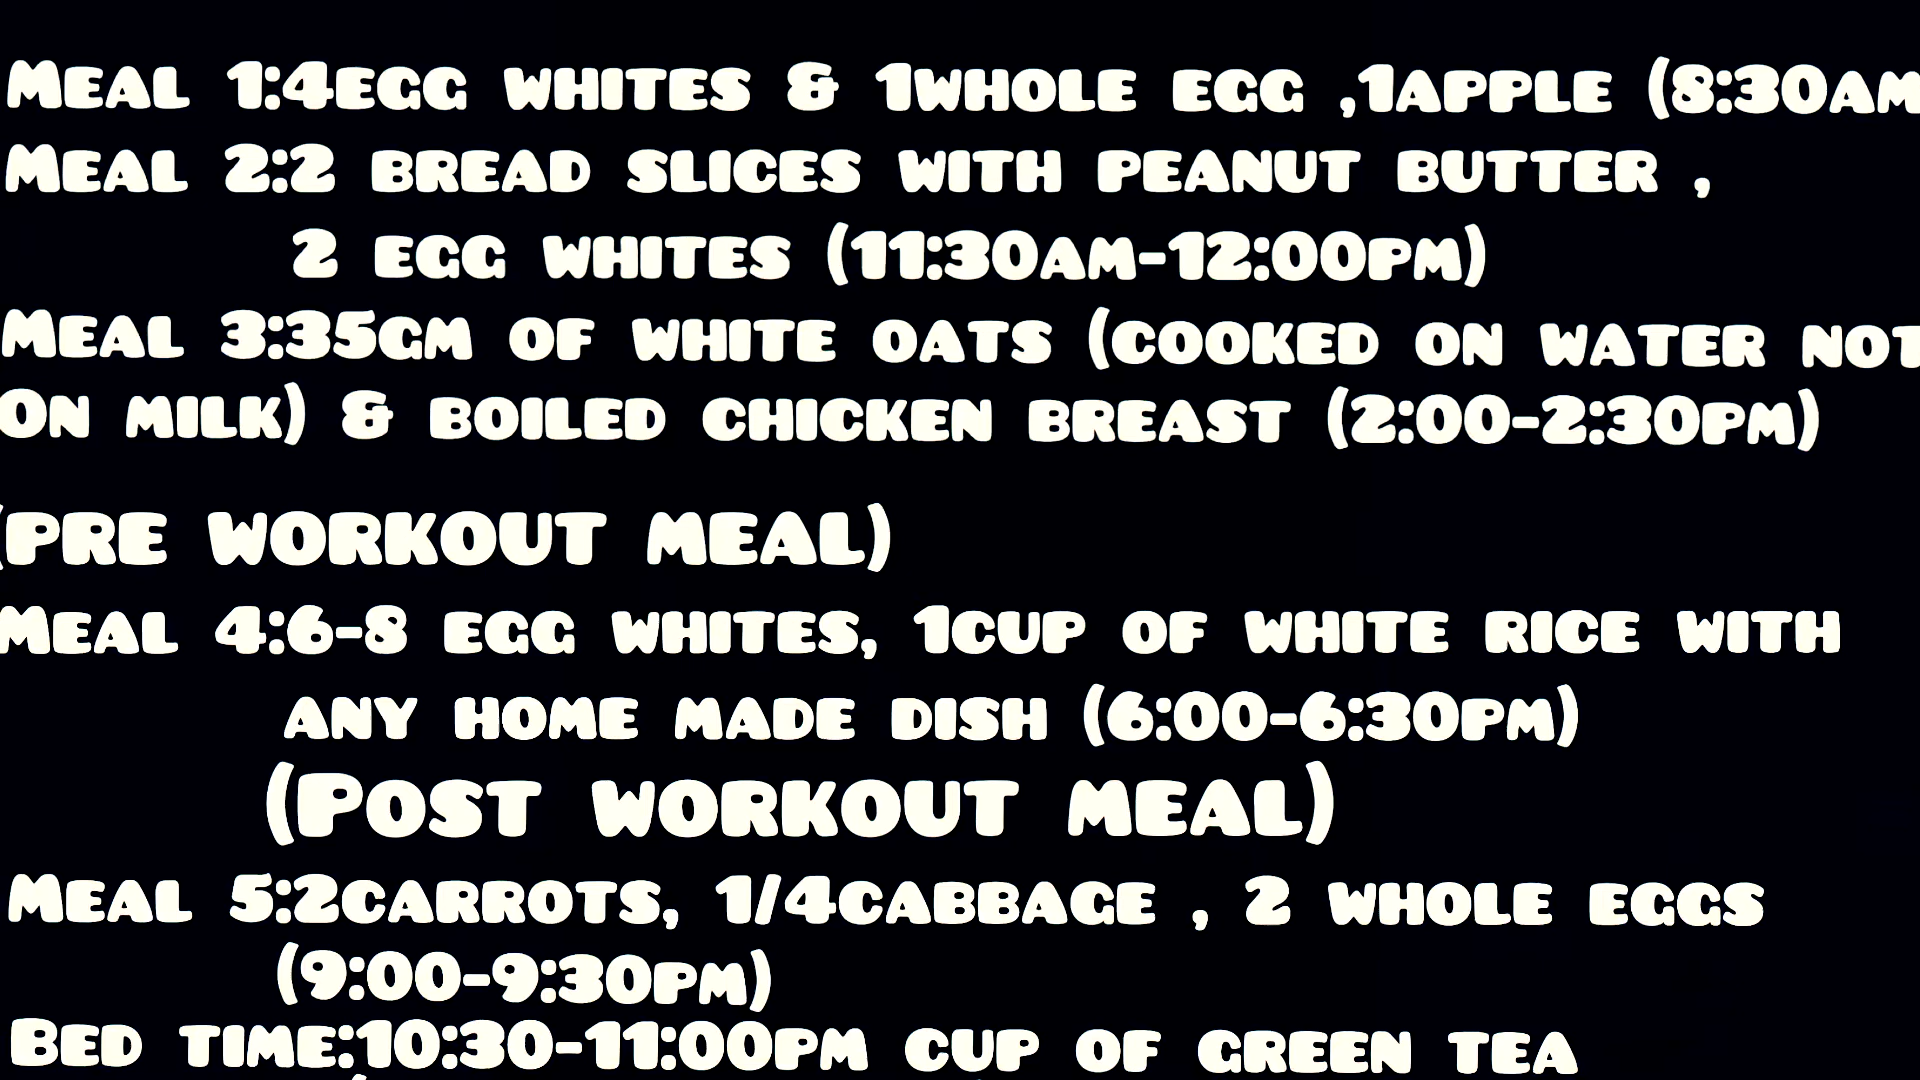 Meal 1:4egg whites & 1whole egg ,1apple (8:30am
Meal 2:2 bread slices with peanut butter ,
2 egg whites (11:30am-12:00pm)
Meal 3:35gm of white oats (cooked on water not
On milk) & boiled chicken breast (2:00-2:30pm)
(pre workout meal)
Meal 4:6-8 egg whites, 1cup of white rice with
any home made dish (6:00-6:30pm)
(Post workout meal)
Meal 5:2carrots, 1/4cabbage , 2 whole eggs
(9:00-9:30pm)
Bed time:10:30-11:00pm cup of green tea